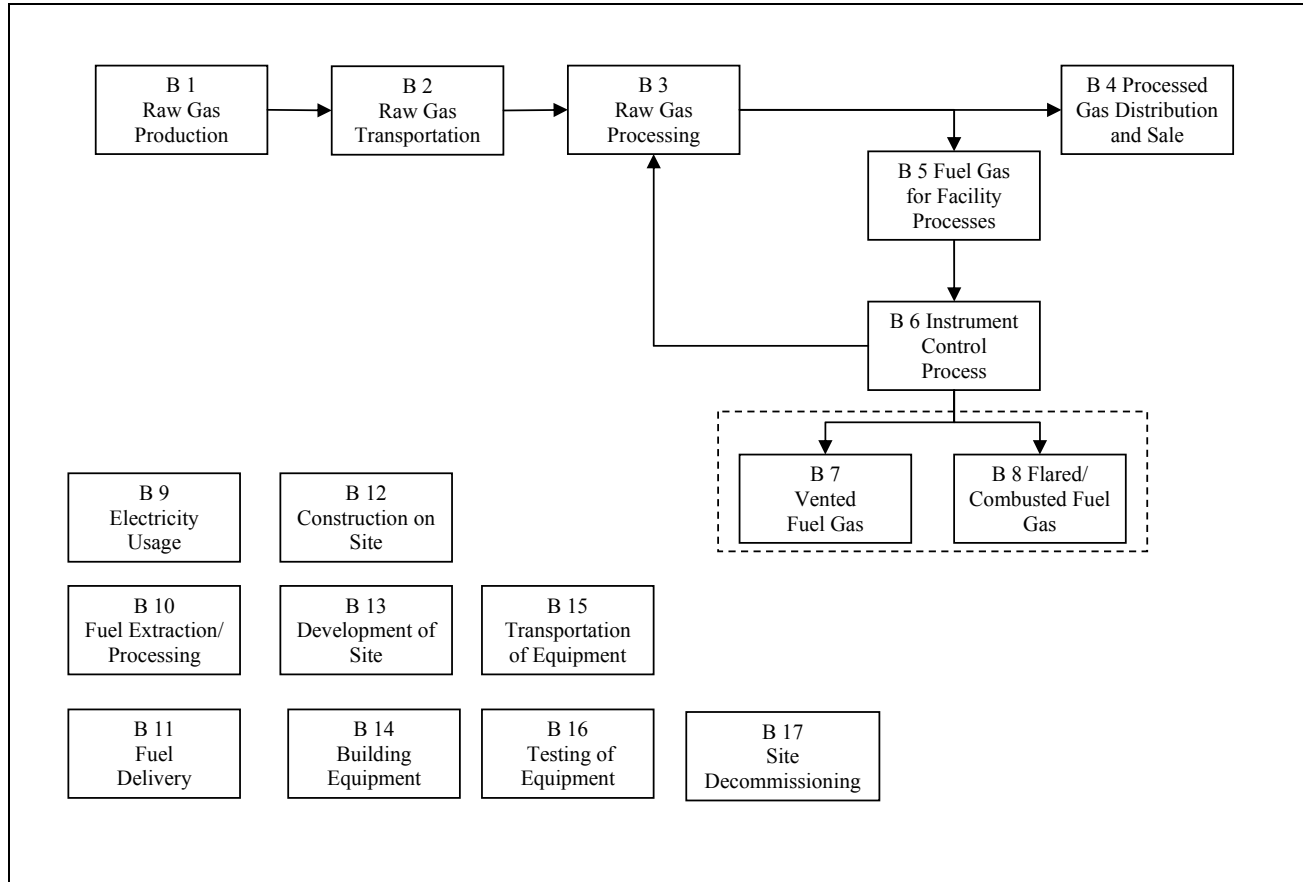 B 1
Raw Gas
Production
B 2
Raw Gas
Transportation
B 3
Raw Gas
Processing
B 4 Processed
Gas Distribution
and Sale
B 5 Fuel Gas
for Facility
Processes
B 6 Instrument
Control
Process
B 7
Vented
Fuel Gas
B 8 Flared/
Combusted Fuel
Gas
B 9
Electricity
Usage
B 12
Construction on
Site
B 10
Fuel Extraction/
Processing
B 13
Development of
Site
B 15
Transportation
of Equipment
B 11
Fuel
Delivery
B 14
Building
Equipment
B 16
Testing of
Equipment
B 17
Site
Decommissioning